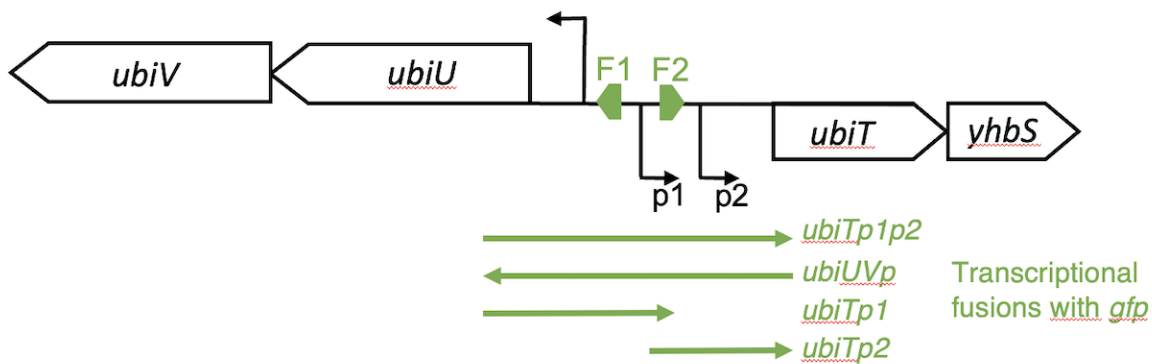 F1 F2
ubiV ubiU ubiT yhbS
p1 p2
ubiTp1p2
ubiUVp Transcriptional
ubiTp1 fusions with gfp
ubiTp2